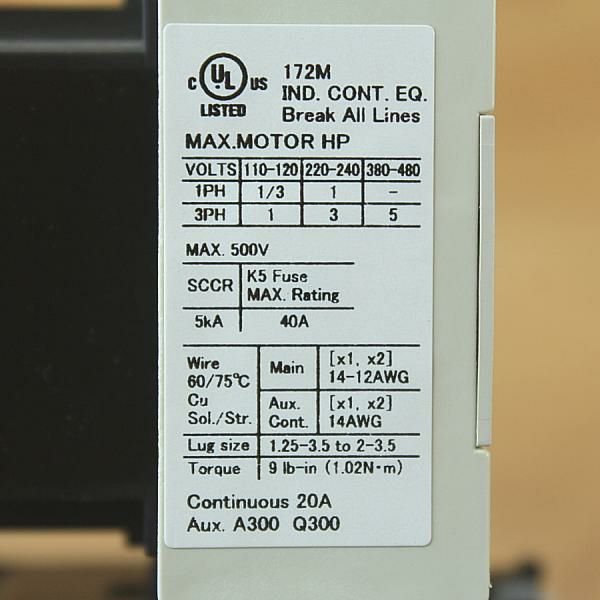 C UL US
LISTED
172M
IND. CONT. EQ.
Break All Lines
MAX.MOTOR HP
VOLTS 110-120 220-240 380-480
1PH 1/3 1 -
3PH 1 3 5
MAX. 500V
SCCR K5 Fuse MAX. Rating
5kA 40A
Wire 60/75℃ Cu Sol./Str.
Main [x1, x2] 14-12AWG
Aux. Cont. [x1, x2] 14AWG
Lug size 1.25-3.5 to 2-3.5
Torque 9 lb-in (1.02N·m)
Continuous 20A
Aux. A300 Q300